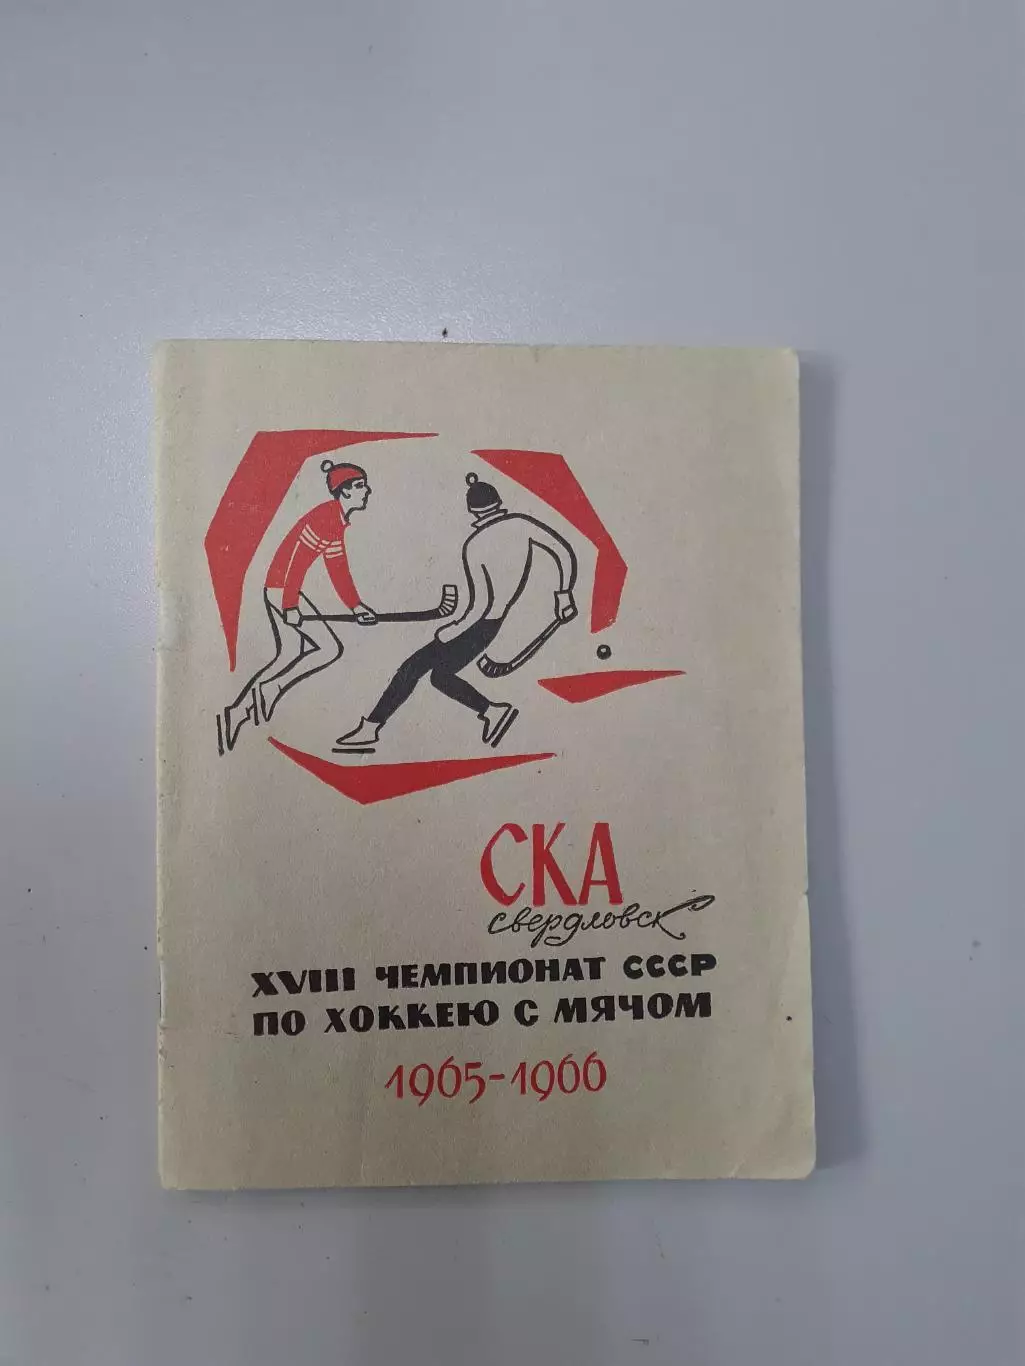 СКА
свердловск
XVIII ЧЕМПИОНАТ СССР
ПО ХОККЕЮ С МЯЧОМ
1965-1966